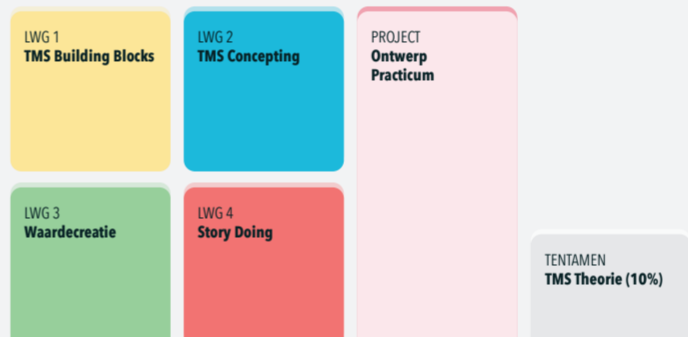 LWG 1
TMS Building Blocks
LWG 2
TMS Concepting
PROJECT
Ontwerp
Practicum
LWG 3
Waardecreatie
LWG 4
Story Doing
TENTAMEN
TMS Theorie (10%)